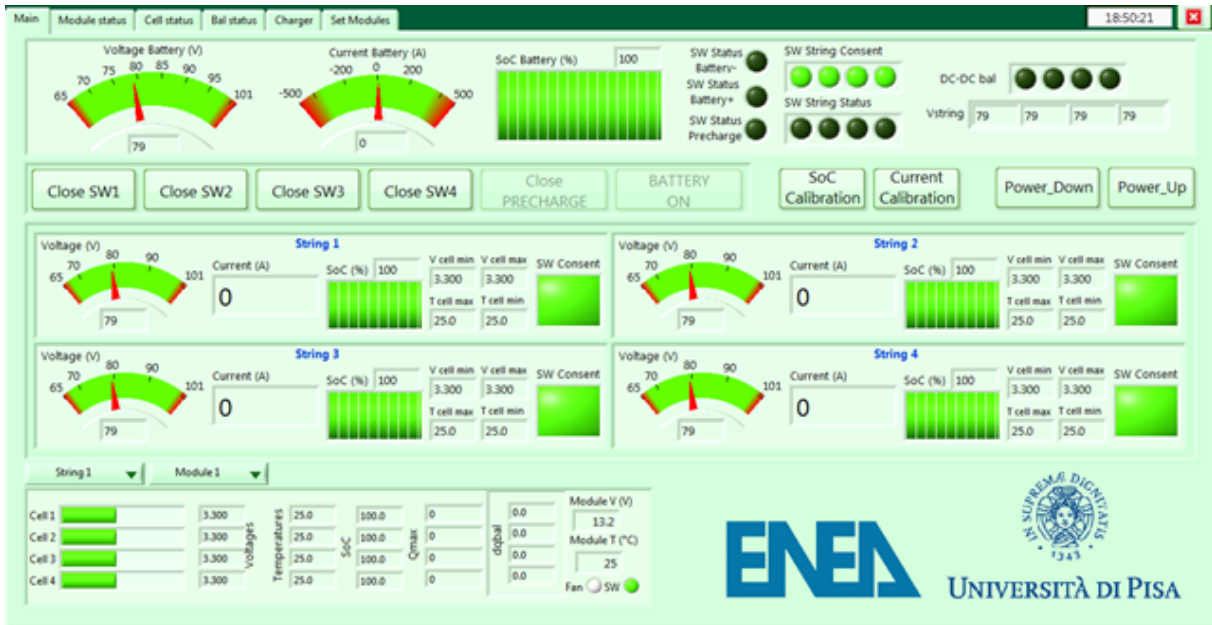 Main Module status Cell status Bal status Charger Set Modules 18:50:21
Voltage Battery (V)
65 70 75 80 85 90 95 101
79
Current Battery (A)
-500 -200 0 200 500
0
SoC Battery (%) 100
SW Status
Battery-
SW Status
Battery+
SW Status
Precharge
SW String Consent
SW String Status
DC-DC bal
Vstring 79 79 79 79
Close SW1 Close SW2 Close SW3 Close SW4
Close
PRECHARGE
BATTERY
ON
SoC
Calibration
Current
Calibration
Power_Down Power_Up
String 1
Voltage (V)
65 70 80 90 101
79
Current (A)
0
SoC (%) 100
V cell min V cell max
3.300 3.300
T cell max T cell min
25.0 25.0
SW Consent
String 2
Voltage (V)
65 70 80 90 101
79
Current (A)
0
SoC (%) 100
V cell min V cell max
3.300 3.300
T cell max T cell min
25.0 25.0
SW Consent
String 3
Voltage (V)
65 70 80 90 101
79
Current (A)
0
SoC (%) 100
V cell min V cell max
3.300 3.300
T cell max T cell min
25.0 25.0
SW Consent
String 4
Voltage (V)
65 70 80 90 101
79
Current (A)
0
SoC (%) 100
V cell min V cell max
3.300 3.300
T cell max T cell min
25.0 25.0
SW Consent
String 1 Module 1
Cell 1
Cell 2
Cell 3
Cell 4
3.300
3.300
3.300
3.300
Voltages
Temperatures
25.0
25.0
25.0
25.0
SoC
100.0
100.0
100.0
100.0
Qmax
0
0
0
0
dqbal
0.0
0.0
0.0
0.0
Module V (V)
13.2
Module T (°C)
25
Fan SW
ENEA
IN SUPREMÆ DIGNITATIS
· 1343 ·
UNIVERSITÀ DI PISA